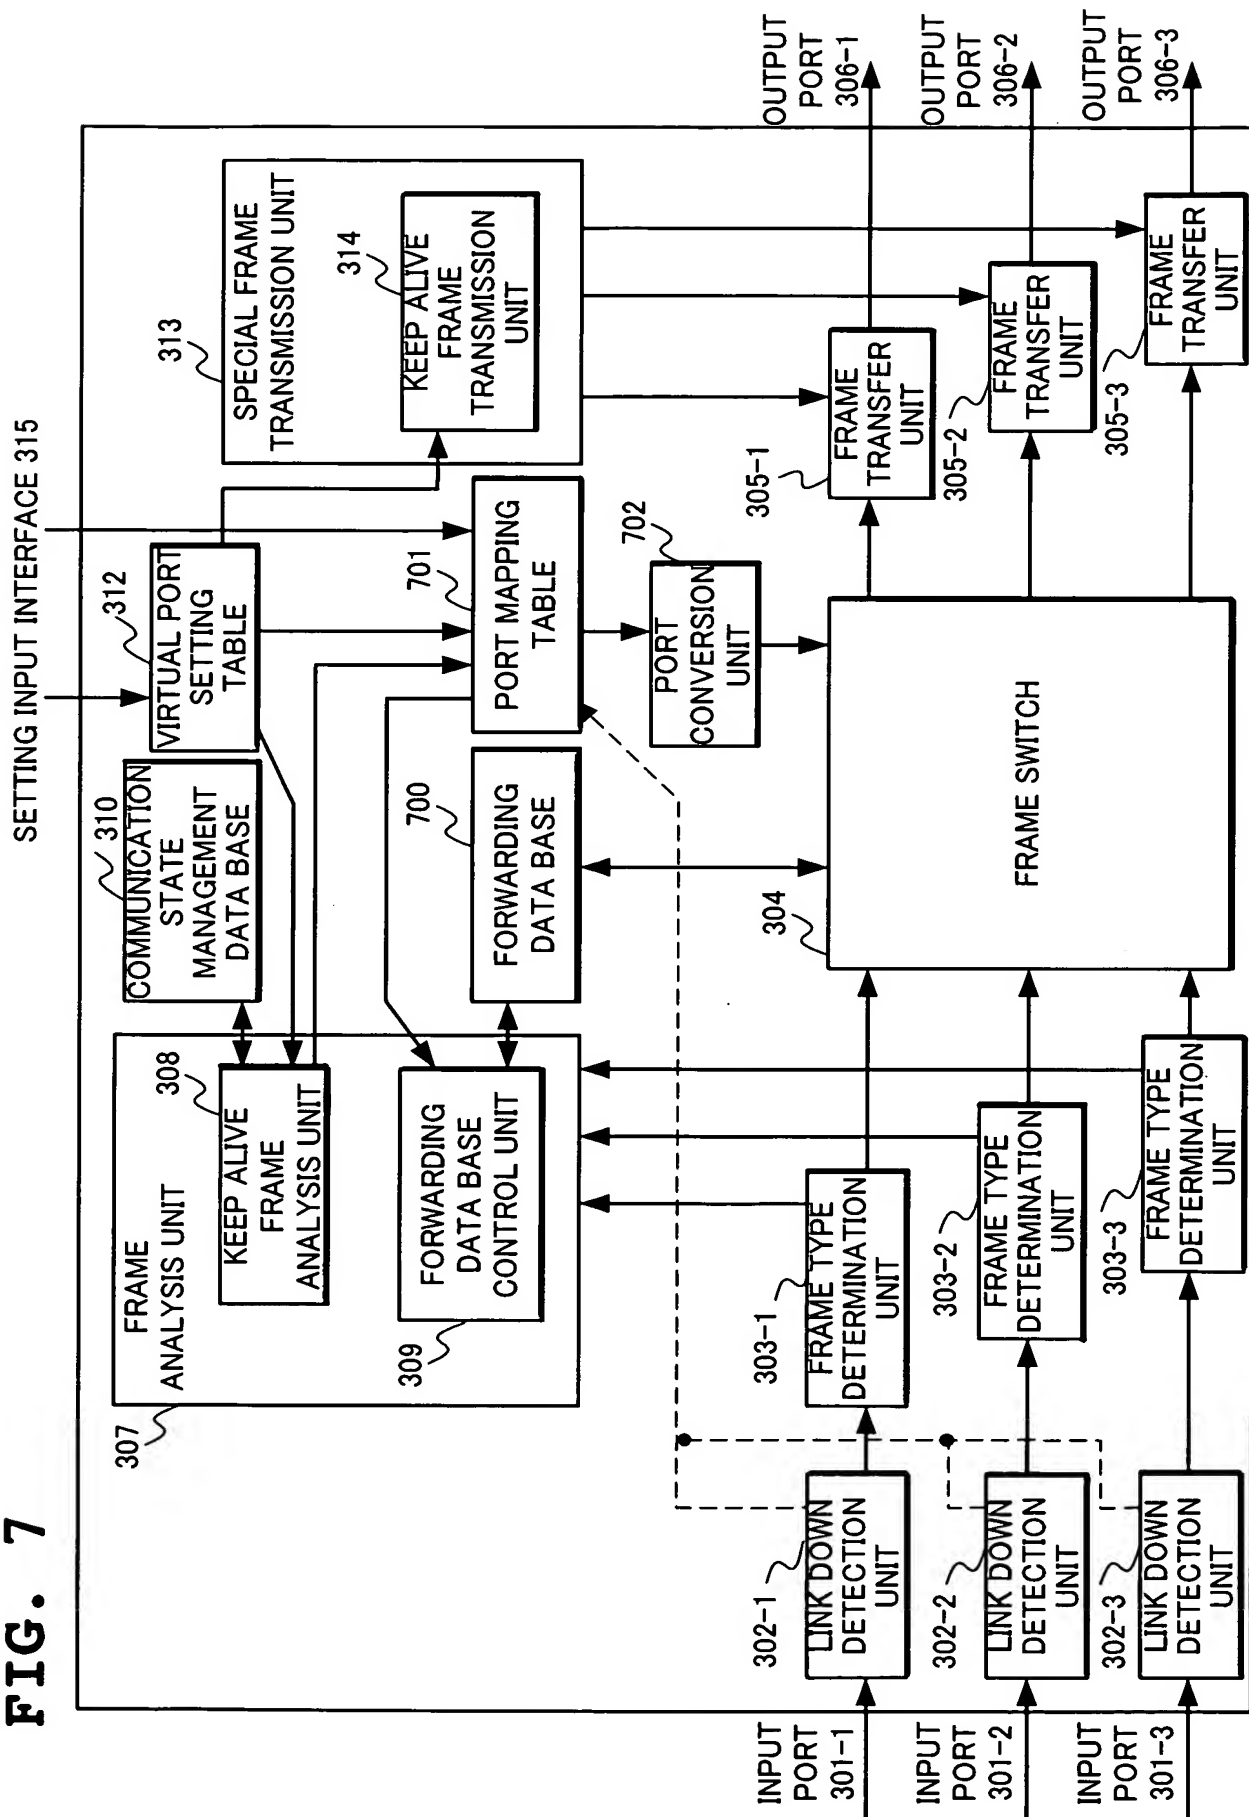 FIG. 7
SETTING INPUT INTERFACE 315
307
FRAME
ANALYSIS UNIT
308
KEEP ALIVE
FRAME
ANALYSIS UNIT
309
FORWARDING
DATA BASE
CONTROL UNIT
310
COMMUNICATION
STATE
MANAGEMENT
DATA BASE
312
VIRTUAL PORT
SETTING
TABLE
313
SPECIAL FRAME
TRANSMISSION UNIT
314
KEEP ALIVE
FRAME
TRANSMISSION
UNIT
700
FORWARDING
DATA BASE
701
PORT MAPPING
TABLE
702
PORT
CONVERSION
UNIT
304
FRAME SWITCH
INPUT
PORT
301-1
302-1
LINK DOWN
DETECTION
UNIT
303-1
FRAME TYPE
DETERMINATION
UNIT
305-1
FRAME
TRANSFER
UNIT
OUTPUT
PORT
306-1
INPUT
PORT
301-2
302-2
LINK DOWN
DETECTION
UNIT
303-2
FRAME TYPE
DETERMINATION
UNIT
305-2
FRAME
TRANSFER
UNIT
OUTPUT
PORT
306-2
INPUT
PORT
301-3
302-3
LINK DOWN
DETECTION
UNIT
303-3
FRAME TYPE
DETERMINATION
UNIT
305-3
FRAME
TRANSFER
UNIT
OUTPUT
PORT
306-3